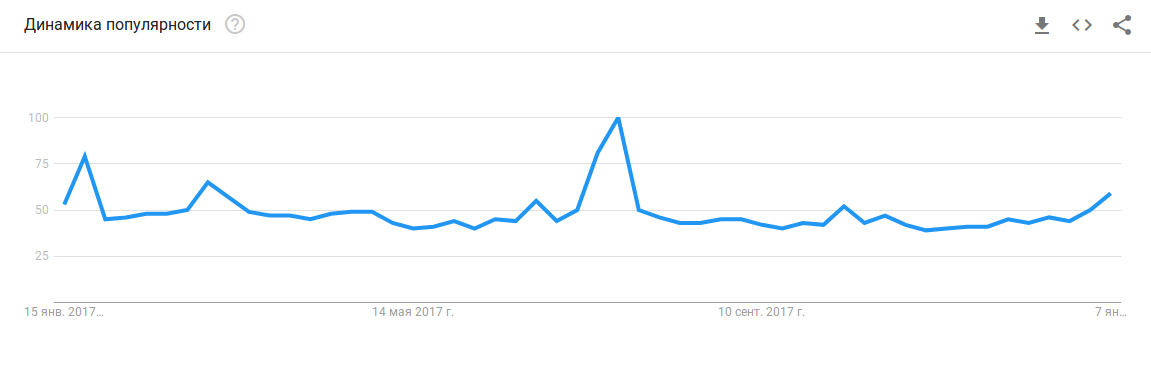 Динамика популярности ?
100
75
50
25
15 янв. 2017…
14 мая 2017 г.
10 сент. 2017 г.
7 ян…